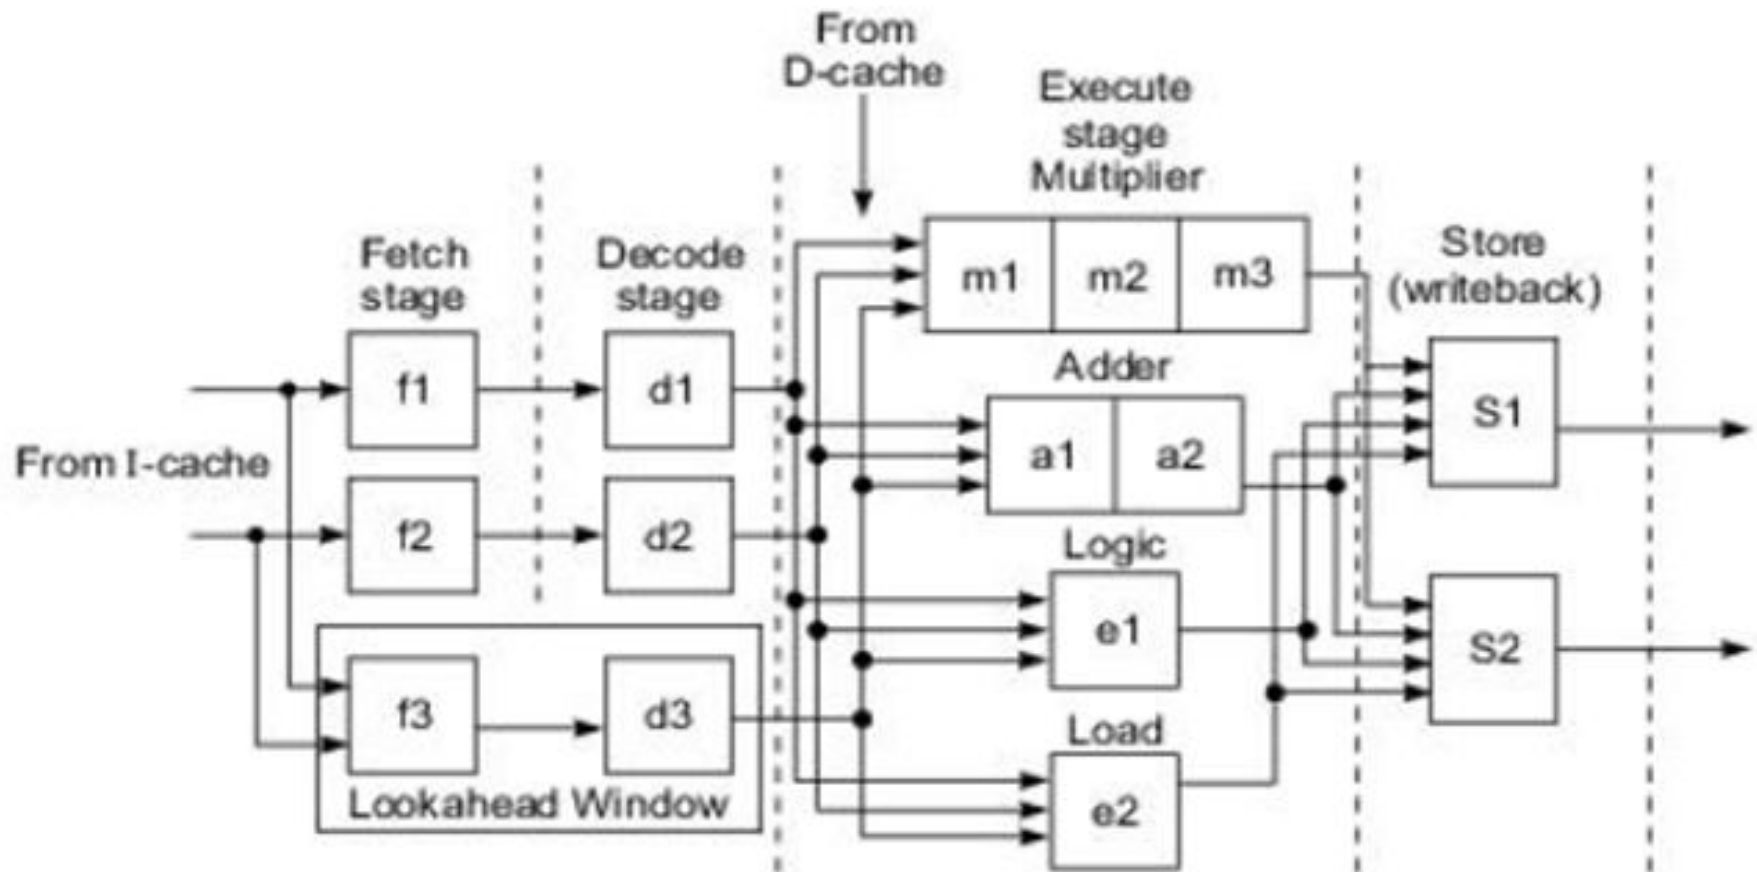 From
D-cache
Execute
stage
Multiplier
Fetch
stage
Decode
stage
m1 m2 m3
Store
(writeback)
Adder
f1
d1
S1
From I-cache
a1 a2
f2
d2
Logic
e1
S2
f3
d3
Load
Lookahead Window
e2